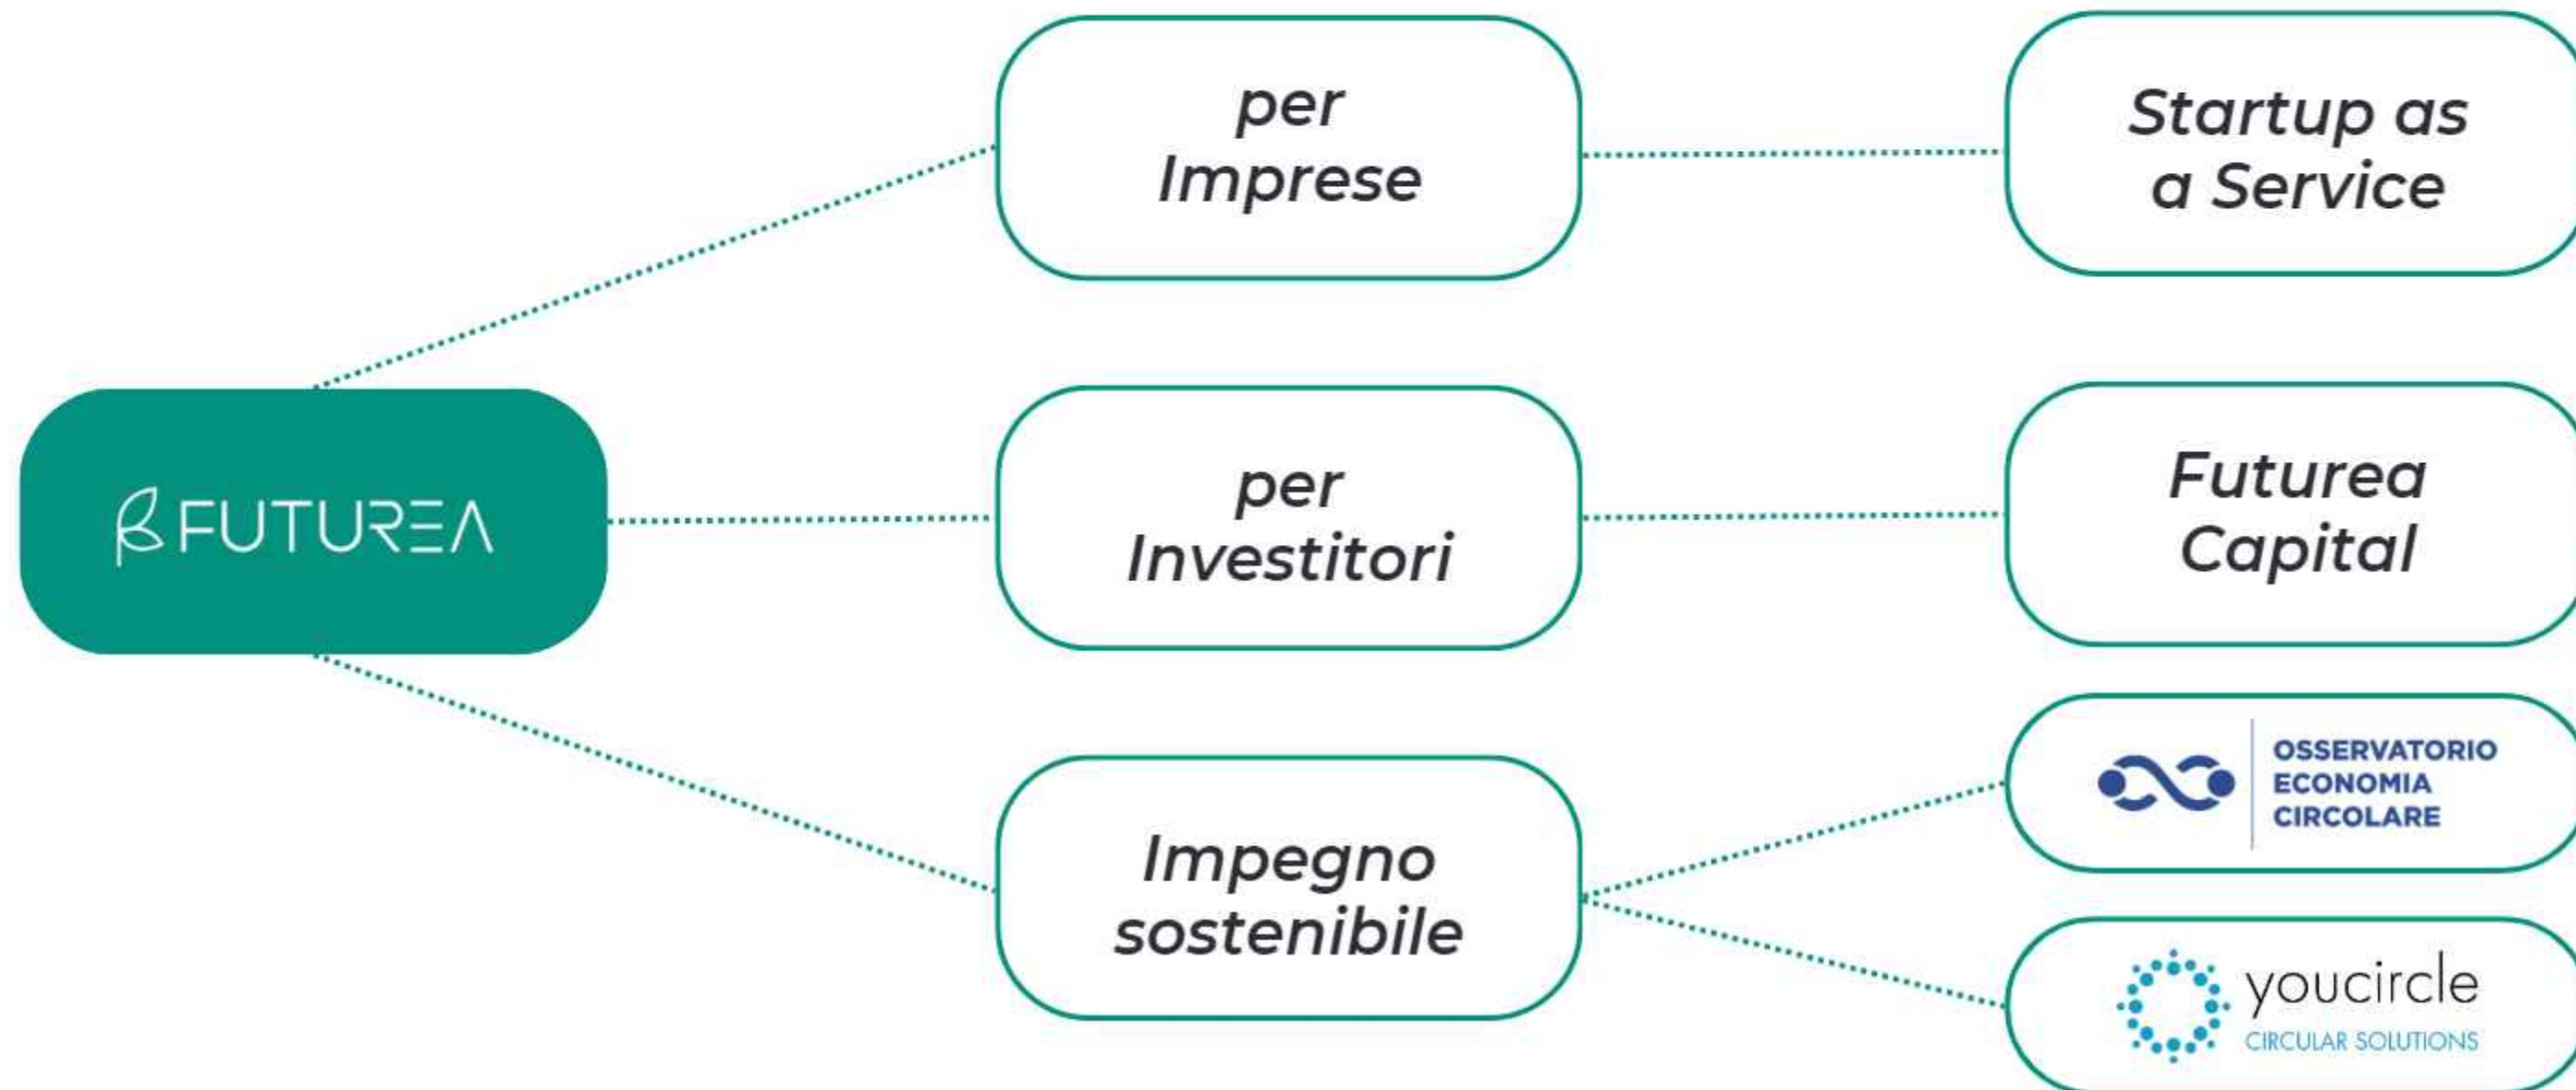 FUTUREA
per
Imprese
Startup as
a Service
per
Investitori
Futurea
Capital
Impegno
sostenibile
OSSERVATORIO
ECONOMIA
CIRCOLARE
youcircle
CIRCULAR SOLUTIONS